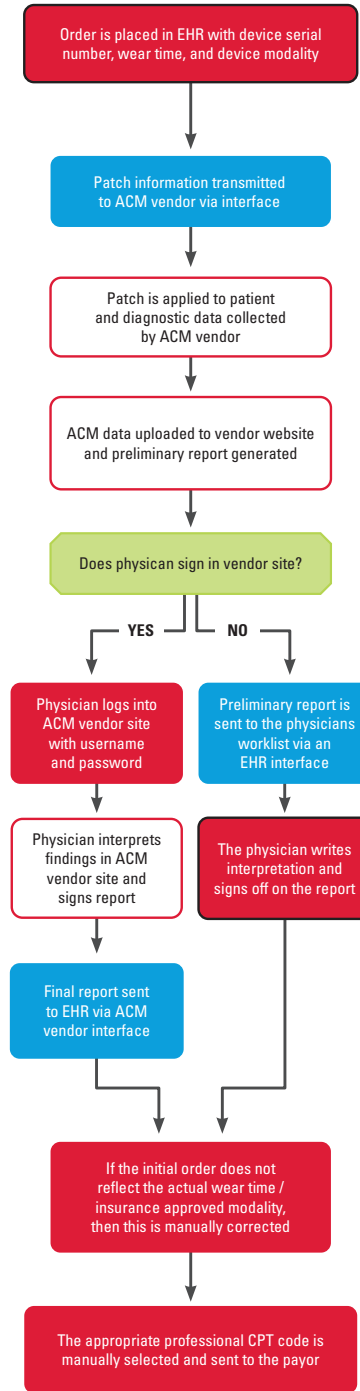 Order is placed in EHR with device serial
number, wear time, and device modality
Patch information transmitted
to ACM vendor via interface
Patch is applied to patient
and diagnostic data collected
by ACM vendor
ACM data uploaded to vendor website
and preliminary report generated
Does physican sign in vendor site?
YES
NO
Physician logs into
ACM vendor site
with username
and password
Preliminary report is
sent to the physicians
worklist via an
EHR interface
Physician interprets
findings in ACM
vendor site and
signs report
The physician writes
interpretation and
signs off on the report
Final report sent
to EHR via ACM
vendor interface
If the initial order does not
reflect the actual wear time /
insurance approved modality,
then this is manually corrected
The appropriate professional CPT code is
manually selected and sent to the payor